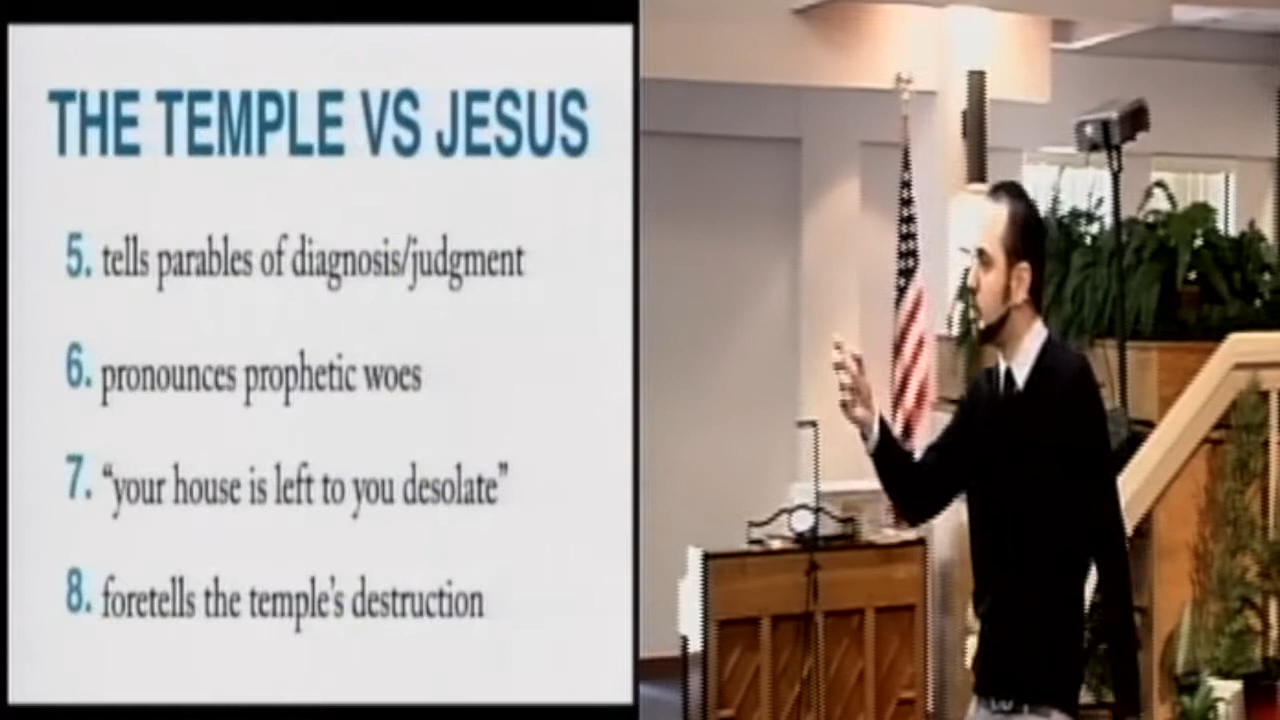 THE TEMPLE VS JESUS
5. tells parables of diagnosis/judgment
6. pronounces prophetic woes
7. “your house is left to you desolate”
8. foretells the temple’s destruction